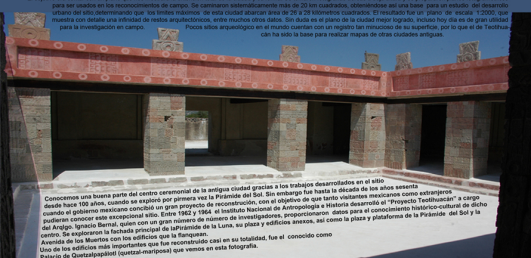 para ser usados en los reconocimientos de campo. Se caminaron sistemáticamente más de 20 km cuadrados, obteniéndose así una base para un estudio del desarrollo
urbano del sitio,determinando que los límites máximos de esta ciudad abarcan área de 26 a 28 kilómetros cuadrados. El resultado fue un plano de escala 1:2000, que
muestra con detalle una infinidad de restos arquitectónicos, entre muchos otros datos. Sin duda es el plano de la ciudad mejor logrado, incluso hoy día es de gran utilidad
para la investigación en campo. Pocos sitios arqueológico en el mundo cuentan con un registro tan minucioso de su superficie, por lo que el de Teotihua
cán ha sido la base para realizar mapas de otras ciudades antiguas.
Conocemos una buena parte del centro ceremonial de la antigua ciudad gracias a los trabajos desarrollados en el sitio
desde hace 100 años, cuando se exploró por primera vez la Pirámide del Sol. Sin embargo fue hasta la década de los años sesenta
cuando el gobierno mexicano concibió un gran proyecto de reconstrucción, con el objetivo de que tanto visitantes mexicanos como extranjeros
pudieran conocer este excepcional sitio. Entre 1962 y 1964 el Instituto Nacional de Antropología e Historia desarrolló el "Proyecto Teotihuacán" a cargo
del Arqlgo. Ignacio Bernal, quien con un gran número de número de investigadores, proporcionaron datos para el conocimiento histórico-cultural de dicho
centro. Se exploraron la fachada principal de laPirámide de la Luna, su plaza y edificios anexos, así como la plaza y plataforma de la Pirámide del Sol y la
Avenida de los Muertos con los edificios que la flanquean.
Uno de los edificios más importantes que fue reconstruido casi en su totalidad, fue el conocido como
Palacio de Quetzalpapálotl (quetzal-mariposa) que vemos en esta fotografía.